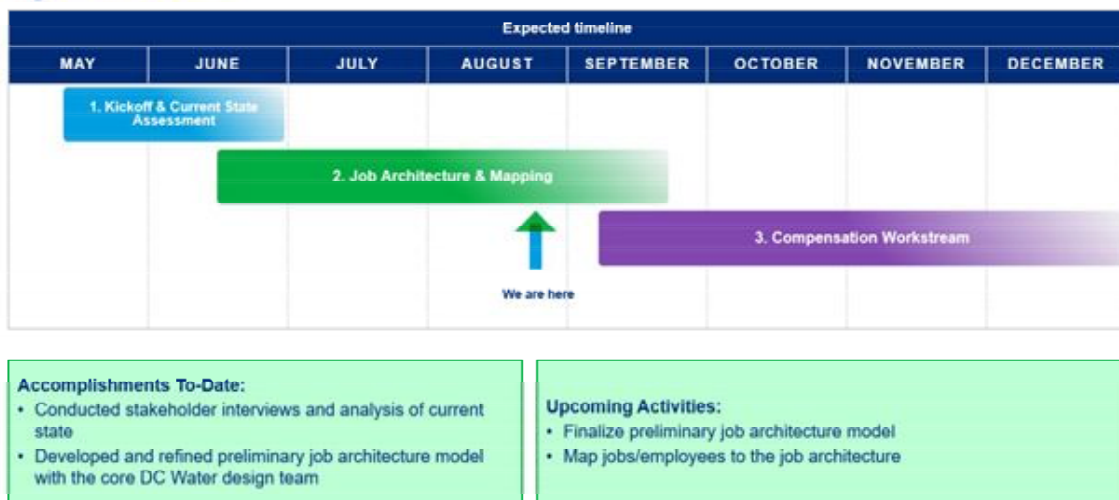 Expected timeline
MAY JUNE JULY AUGUST SEPTEMBER OCTOBER NOVEMBER DECEMBER
1. Kickoff & Current State
Assessment
2. Job Architecture & Mapping
3. Compensation Workstream
We are here
Accomplishments To-Date:
• Conducted stakeholder interviews and analysis of current
state
• Developed and refined preliminary job architecture model
with the core DC Water design team
Upcoming Activities:
• Finalize preliminary job architecture model
• Map jobs/employees to the job architecture